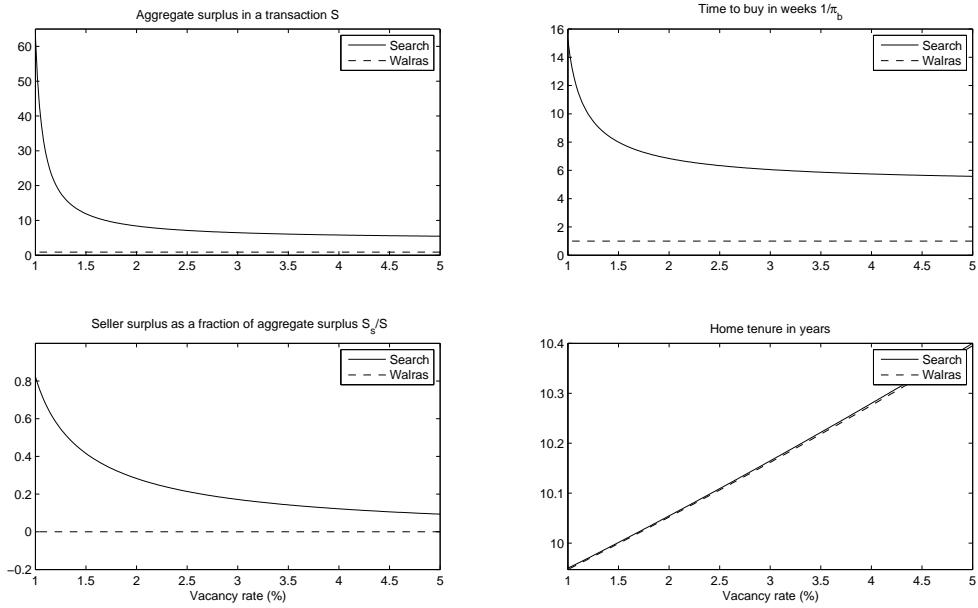 Aggregate surplus in a transaction S
60
50
40
30
20
10
0
1 1.5 2 2.5 3 3.5 4 4.5 5
Search
Walras
Time to buy in weeks 1/π_b
16
14
12
10
8
6
4
2
0
1 1.5 2 2.5 3 3.5 4 4.5 5
Search
Walras
Seller surplus as a fraction of aggregate surplus S_s/S
0.8
0.6
0.4
0.2
0
−0.2
1 1.5 2 2.5 3 3.5 4 4.5 5
Vacancy rate (%)
Search
Walras
Home tenure in years
10.4
10.3
10.2
10.1
10
1 1.5 2 2.5 3 3.5 4 4.5 5
Vacancy rate (%)
Search
Walras